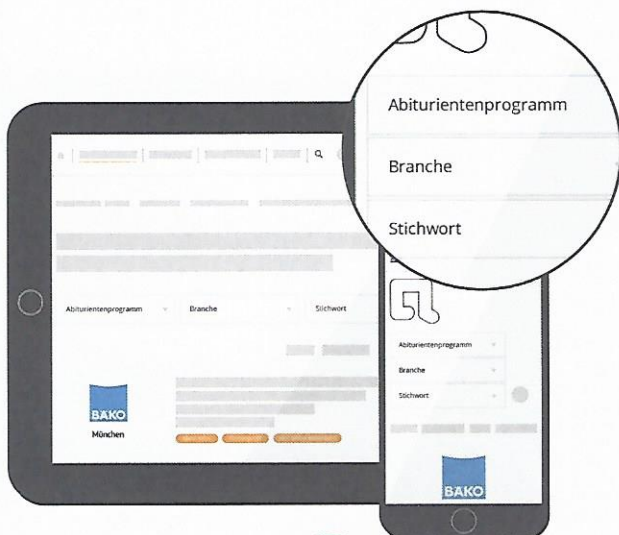 Abiturientenprogramm
Branche
Stichwort
Abiturientenprogramm Branche Stichwort
BÄKO
München
Abiturientenprogramm
Branche
Stichwort
BÄKO